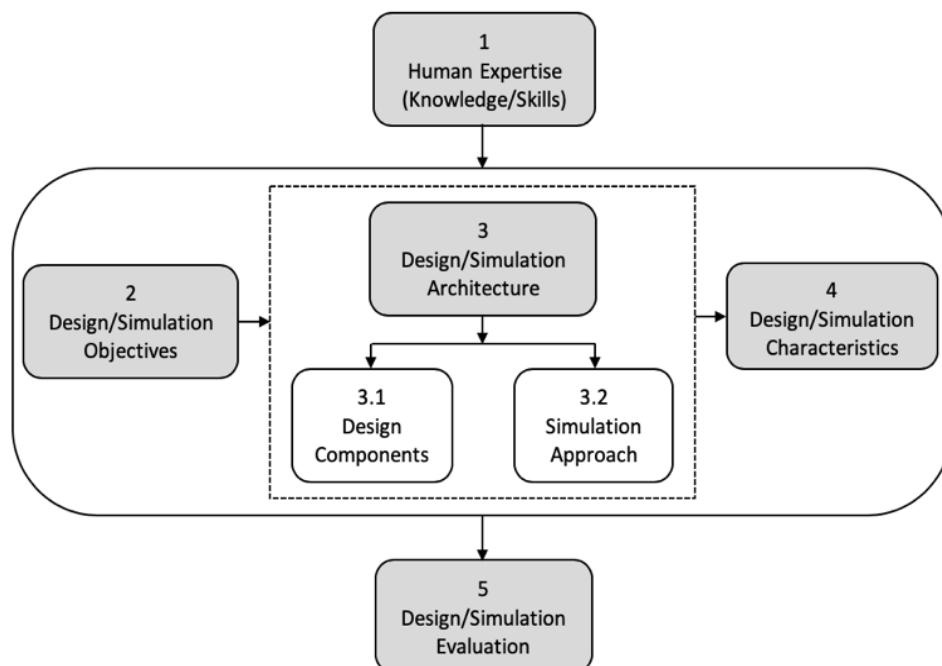 1
Human Expertise
(Knowledge/Skills)
2
Design/Simulation
Objectives
3
Design/Simulation
Architecture
3.1
Design
Components
3.2
Simulation
Approach
4
Design/Simulation
Characteristics
5
Design/Simulation
Evaluation